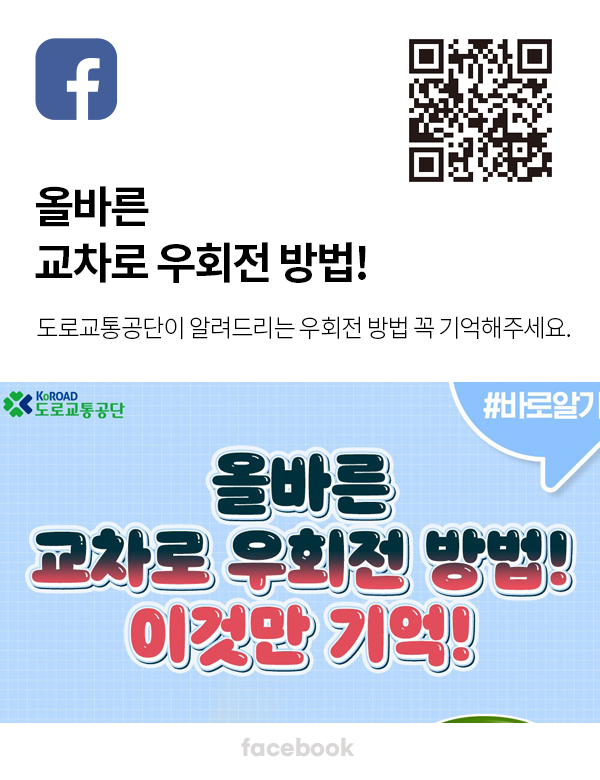 올바른
교차로 우회전 방법!
도로교통공단이 알려드리는 우회전 방법 꼭 기억해주세요.
KoROAD
도로교통공단
#바로알기
올바른
교차로 우회전 방법!
이것만 기억!
facebook